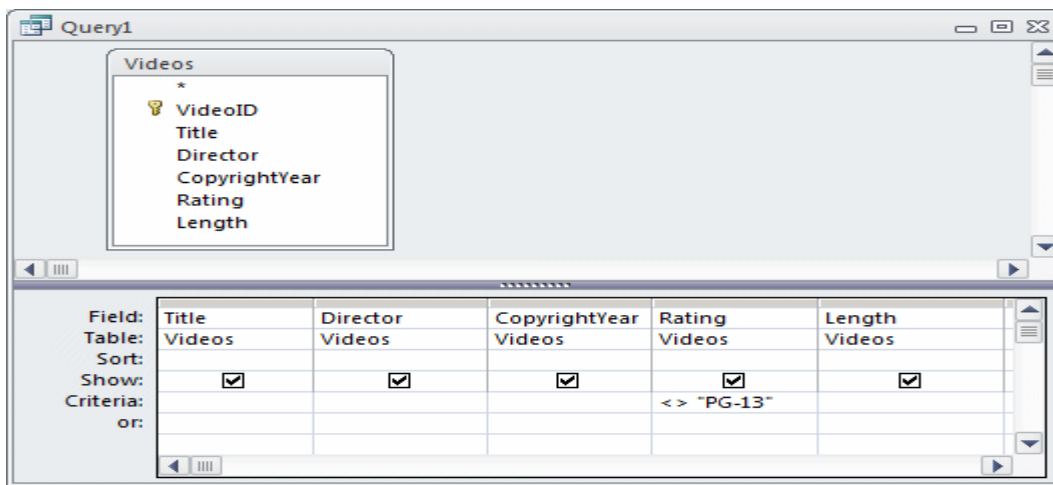 Query1
Videos
*
VideoID
Title
Director
CopyrightYear
Rating
Length
Field: Title Director CopyrightYear Rating Length
Table: Videos Videos Videos Videos Videos
Sort:
Show:
Criteria: < > "PG-13"
or: